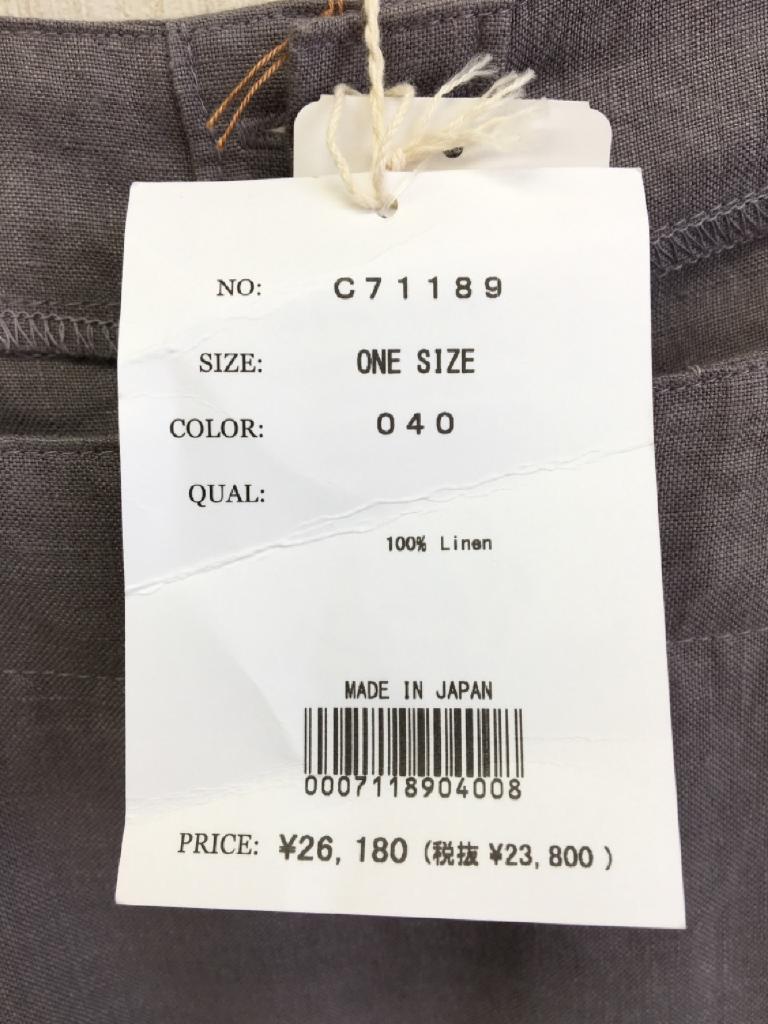 NO: C71189
SIZE: ONE SIZE
COLOR: 040
QUAL:
100% Linen
MADE IN JAPAN
0007118904008
PRICE: ¥26,180 (税抜 ¥23,800 )